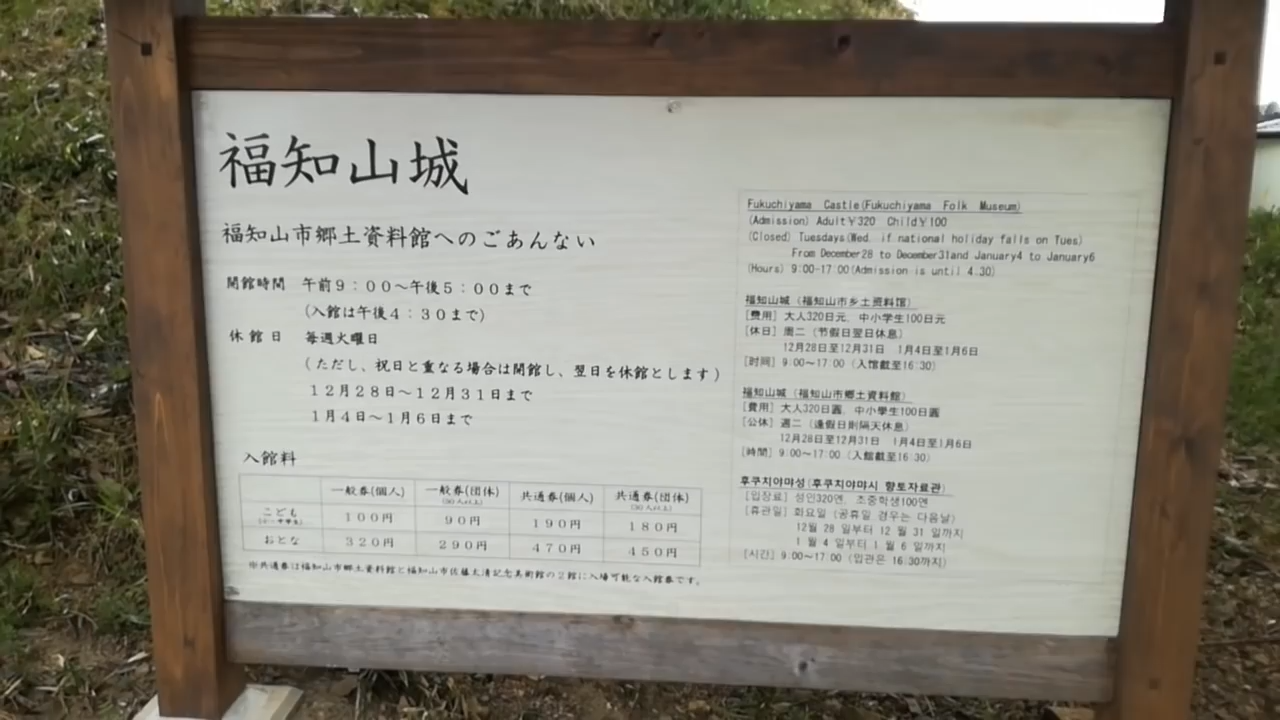 福知山城
福知山市郷土資料館へのごあんない
開館時間 午前9:00〜午後5:00まで
(入館は午後4:30まで)
休館日 毎週火曜日
(ただし、祝日と重なる場合は開館し、翌日を休館とします)
12月28日〜12月31日まで
1月4日〜1月6日まで
入館料
一般券(個人) 一般券(団体) 共通券(個人) 共通券(団体)
(30人以上) (30人以上)
こども 100円 90円 190円 180円
(小・中学生)
おとな 320円 290円 470円 450円
※共通券は福知山市郷土資料館と福知山市佐藤太清記念美術館の2館に入場可能な入館券です。
Fukuchiyama Castle(Fukuchiyama Folk Museum)
(Admission) Adult¥320 Child¥100
(Closed) Tuesdays(Wed. if national holiday falls on Tues)
From December28 to December31and January4 to January6
(Hours) 9:00-17:00(Admission is until 4.30)
福知山城（福知山市乡土资料馆）
[费用] 大人320日元、中小学生100日元
[休日] 周二（节假日翌日休息）
12月28日至12月31日 1月4日至1月6日
[时间] 9:00〜17:00（入馆截至16:30）
福知山城（福知山市郷土資料館）
[費用] 大人320日圓、中小學生100日圓
[公休] 週二（逢假日則隔天休息）
12月28日至12月31日 1月4日至1月6日
[時間] 9:00〜17:00（入館截至16:30）
후쿠치야마성(후쿠치야마시 향토자료관)
[입장료] 성인320엔, 초중학생100엔
[휴관일] 화요일 (공휴일 경우는 다음날)
12월 28 일부터 12 월 31 일까지
1 월 4 일부터 1 월 6 일까지
[시간] 9:00~17:00 (입관은 16:30까지)